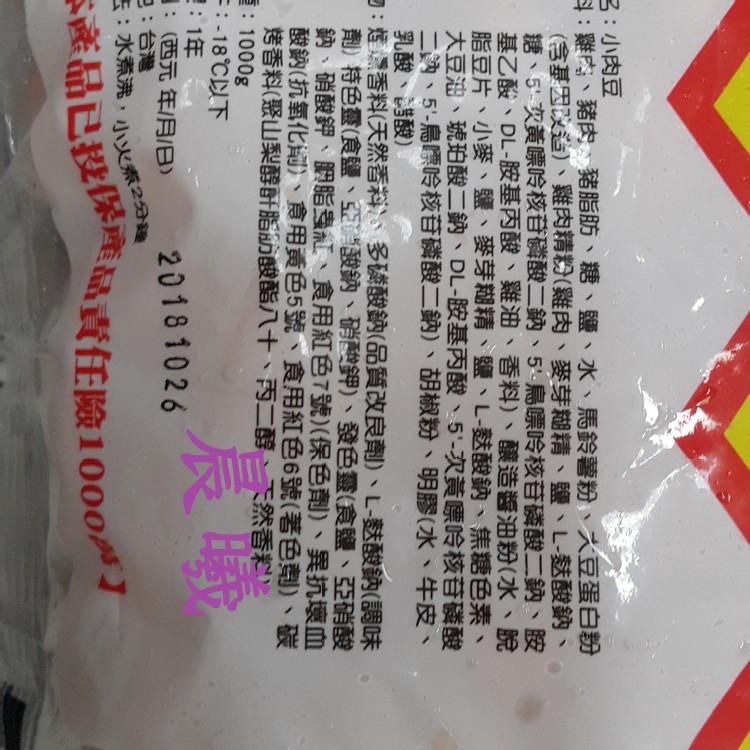 名：小肉豆
料：雞肉、豬肉、豬脂肪、糖、鹽、水、馬鈴薯粉、大豆蛋白粉
(含基因改造)、雞肉精粉(雞肉、麥芽糊精、鹽、L-麩酸鈉、
糖、5'-次黃嘌呤核苷磷酸二鈉、5'-鳥嘌呤核苷磷酸二鈉、胺
基乙酸、DL-胺基丙酸、雞油、香料)、釀造醬油粉(水、脫
脂豆片、小麥、鹽、麥芽糊精、鹽、L-麩酸鈉、焦糖色素、
大豆油、琥珀酸二鈉、DL-胺基丙酸、5'-次黃嘌呤核苷磷酸
二鈉、5'-鳥嘌呤核苷磷酸二鈉)、胡椒粉、明膠(水、牛皮、
乳酸、醋酸)
物：煙燻香料(天然香料)、多磷酸鈉(品質改良劑)、L-麩酸鈉(調味
劑)、特色靈(食鹽、亞硝酸鈉、硝酸鉀)、發色靈(食鹽、亞硝酸
鈉、硝酸鉀、胭脂蟲紅、食用紅色7號)(保色劑)、異抗壞血
酸鈉(抗氧化劑)、食用黃色5號、食用紅色6號(著色劑)、碳
烤香料(聚山梨醇酐脂肪酸酯八十、丙二醇、天然香料)
量：1000g
：-18℃以下
：1年
：(西元 年/月/日)
20181026
：台灣
：水煮沸，小火煮2分鐘
產品已投保產品責任險1000萬】
晨曦